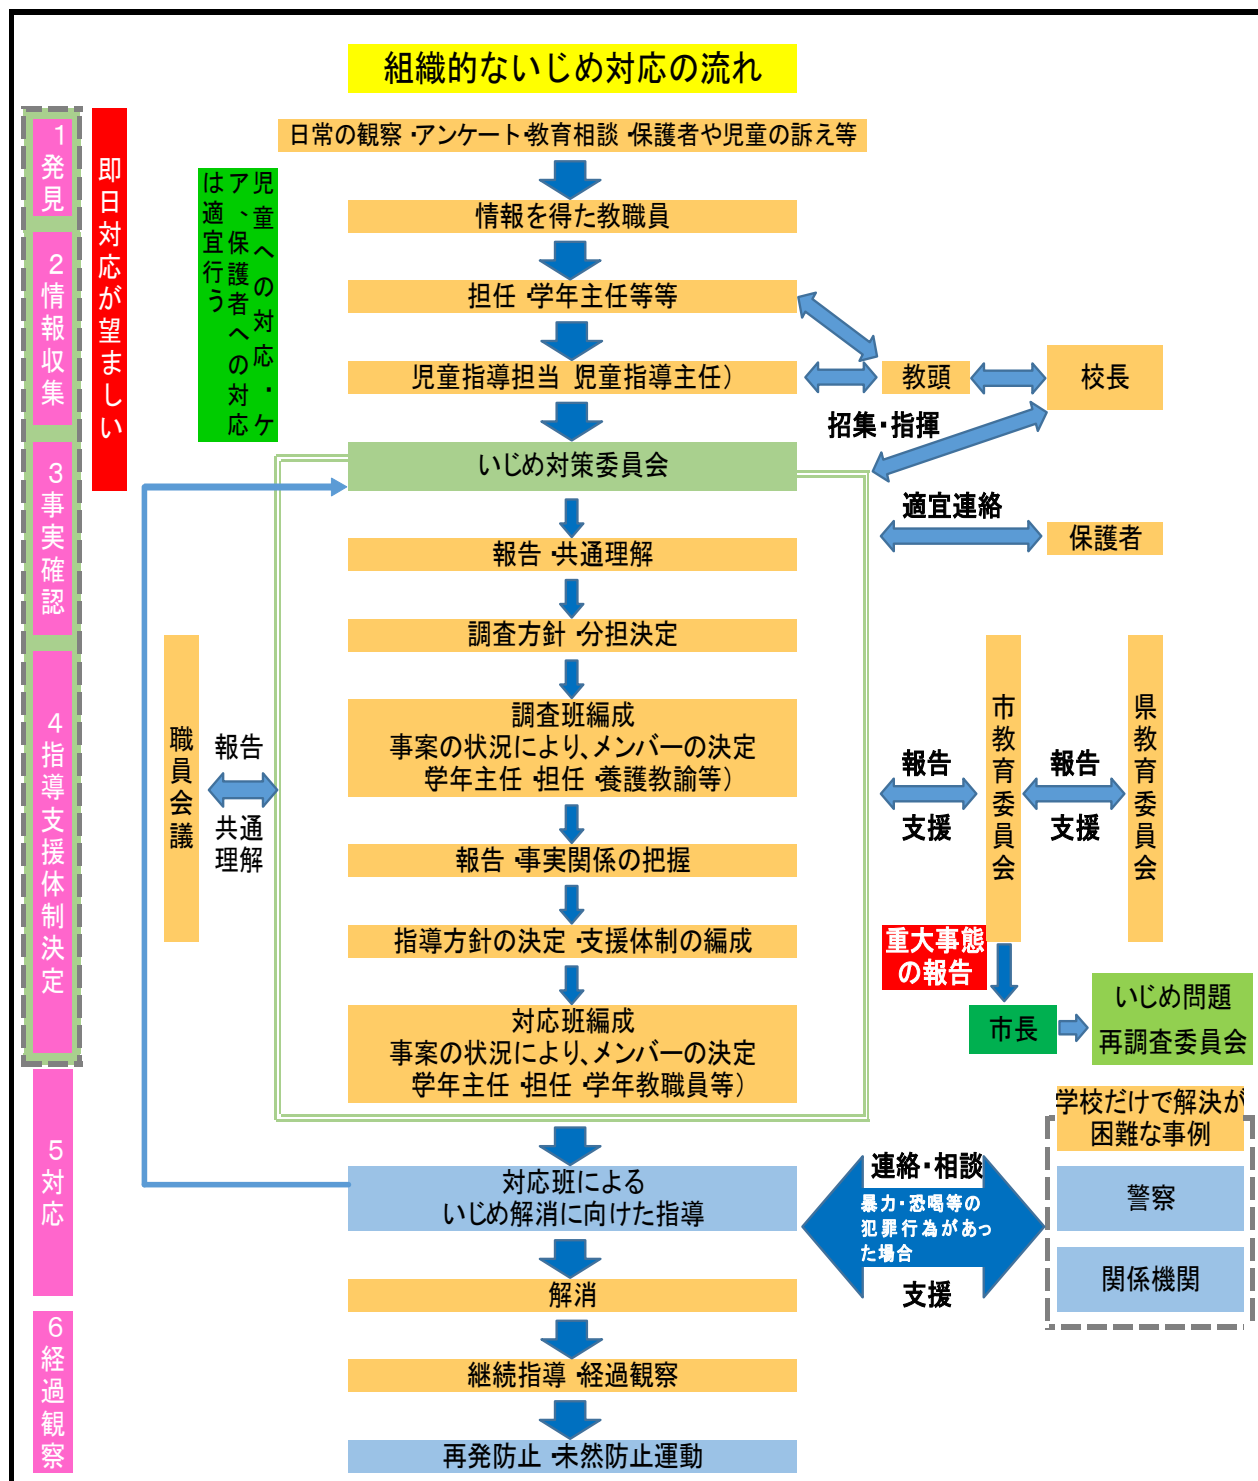 組織的ないじめ対応の流れ
1発見
2情報収集
3事実確認
4指導支援体制決定
5対応
6経過観察
即日対応が望ましい
児童への対応・ケ
ア、保護者への対応
は適宜行う
日常の観察・アンケート・教育相談・保護者や児童の訴え等
情報を得た教職員
担任・学年主任等等
児童指導担当(児童指導主任)
教頭
校長
招集・指揮
いじめ対策委員会
適宜連絡
保護者
報告・共通理解
調査方針・分担決定
調査班編成
事案の状況により、メンバーの決定
(学年主任・担任・養護教諭等)
職員会議
報告
共通
理解
報告
支援
市教育委員会
報告
支援
県教育委員会
報告・事実関係の把握
指導方針の決定・支援体制の編成
重大事態
の報告
市長
いじめ問題
再調査委員会
対応班編成
事案の状況により、メンバーの決定
(学年主任・担任・学年教職員等)
学校だけで解決が
困難な事例
警察
関係機関
対応班による
いじめ解消に向けた指導
連絡・相談
暴力・恐喝等の
犯罪行為があっ
た場合
支援
解消
継続指導・経過観察
再発防止・未然防止運動